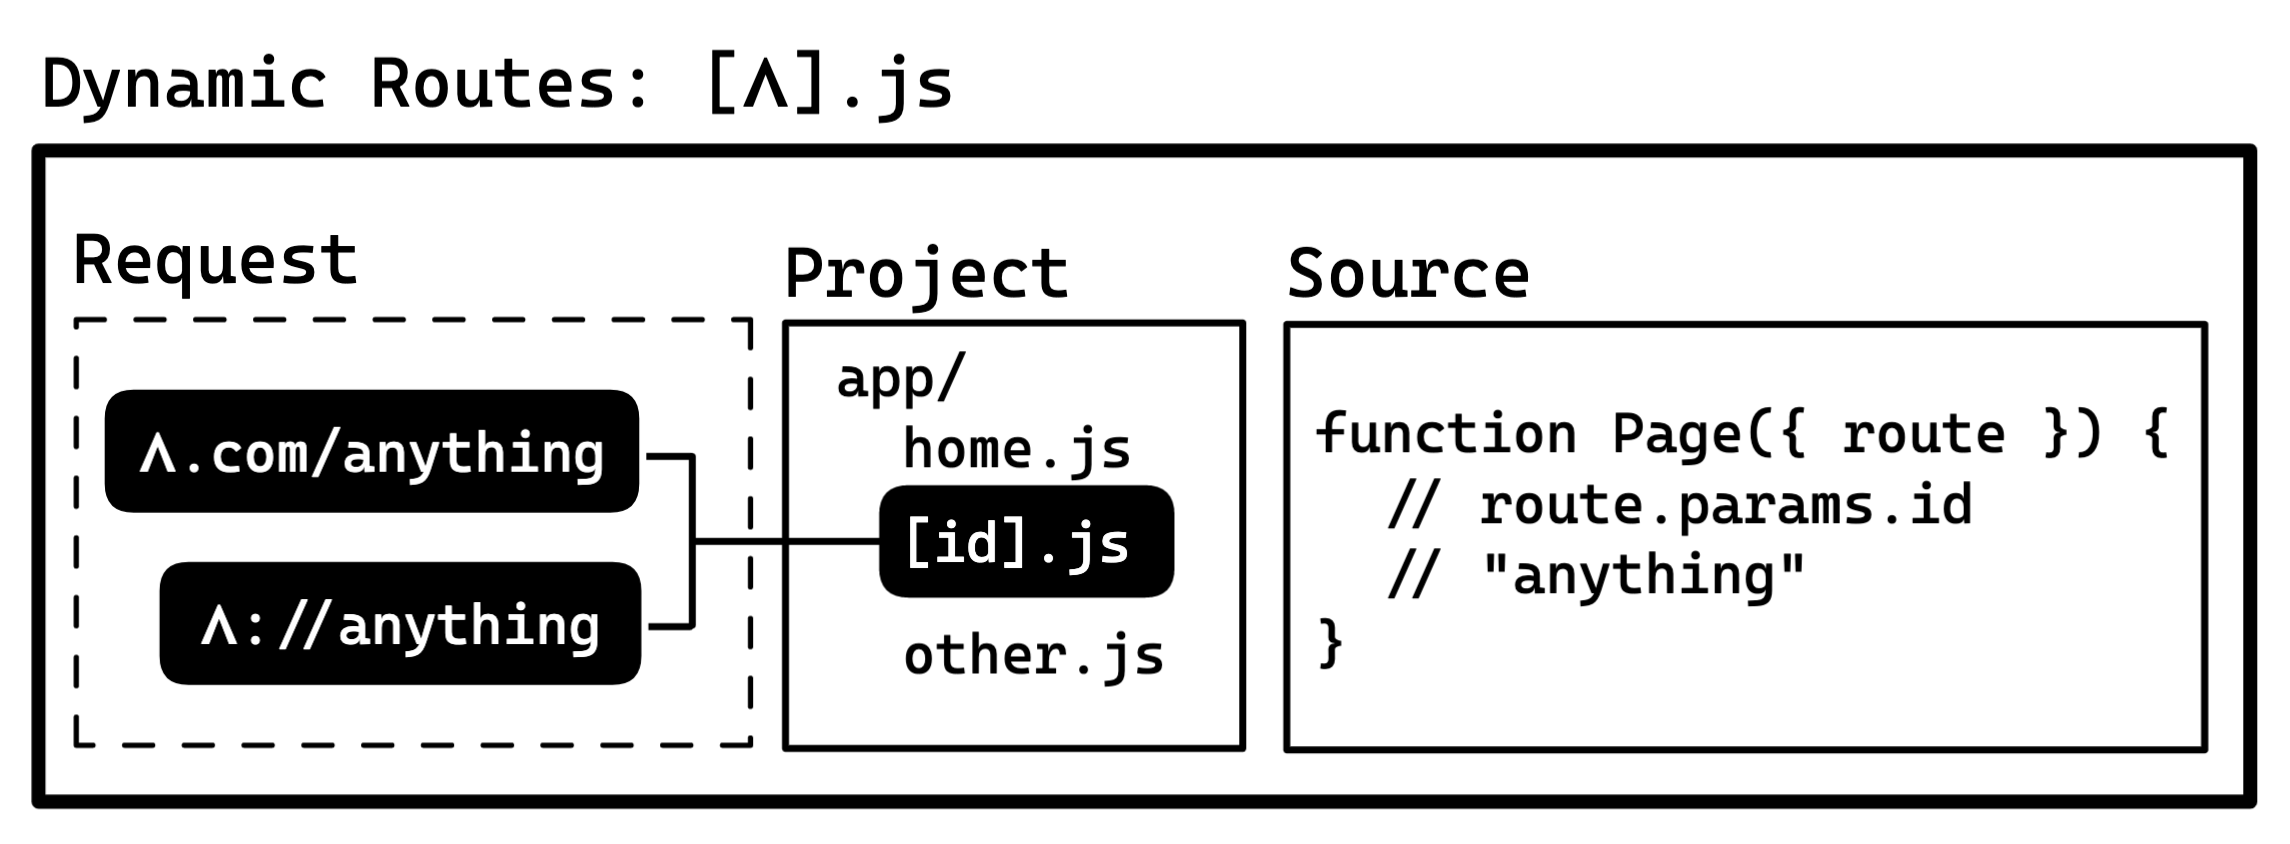 Dynamic Routes: [Λ].js
Request
Λ.com/anything
Λ://anything
Project
app/
home.js
[id].js
other.js
Source
function Page({ route }) {
// route.params.id
// "anything"
}